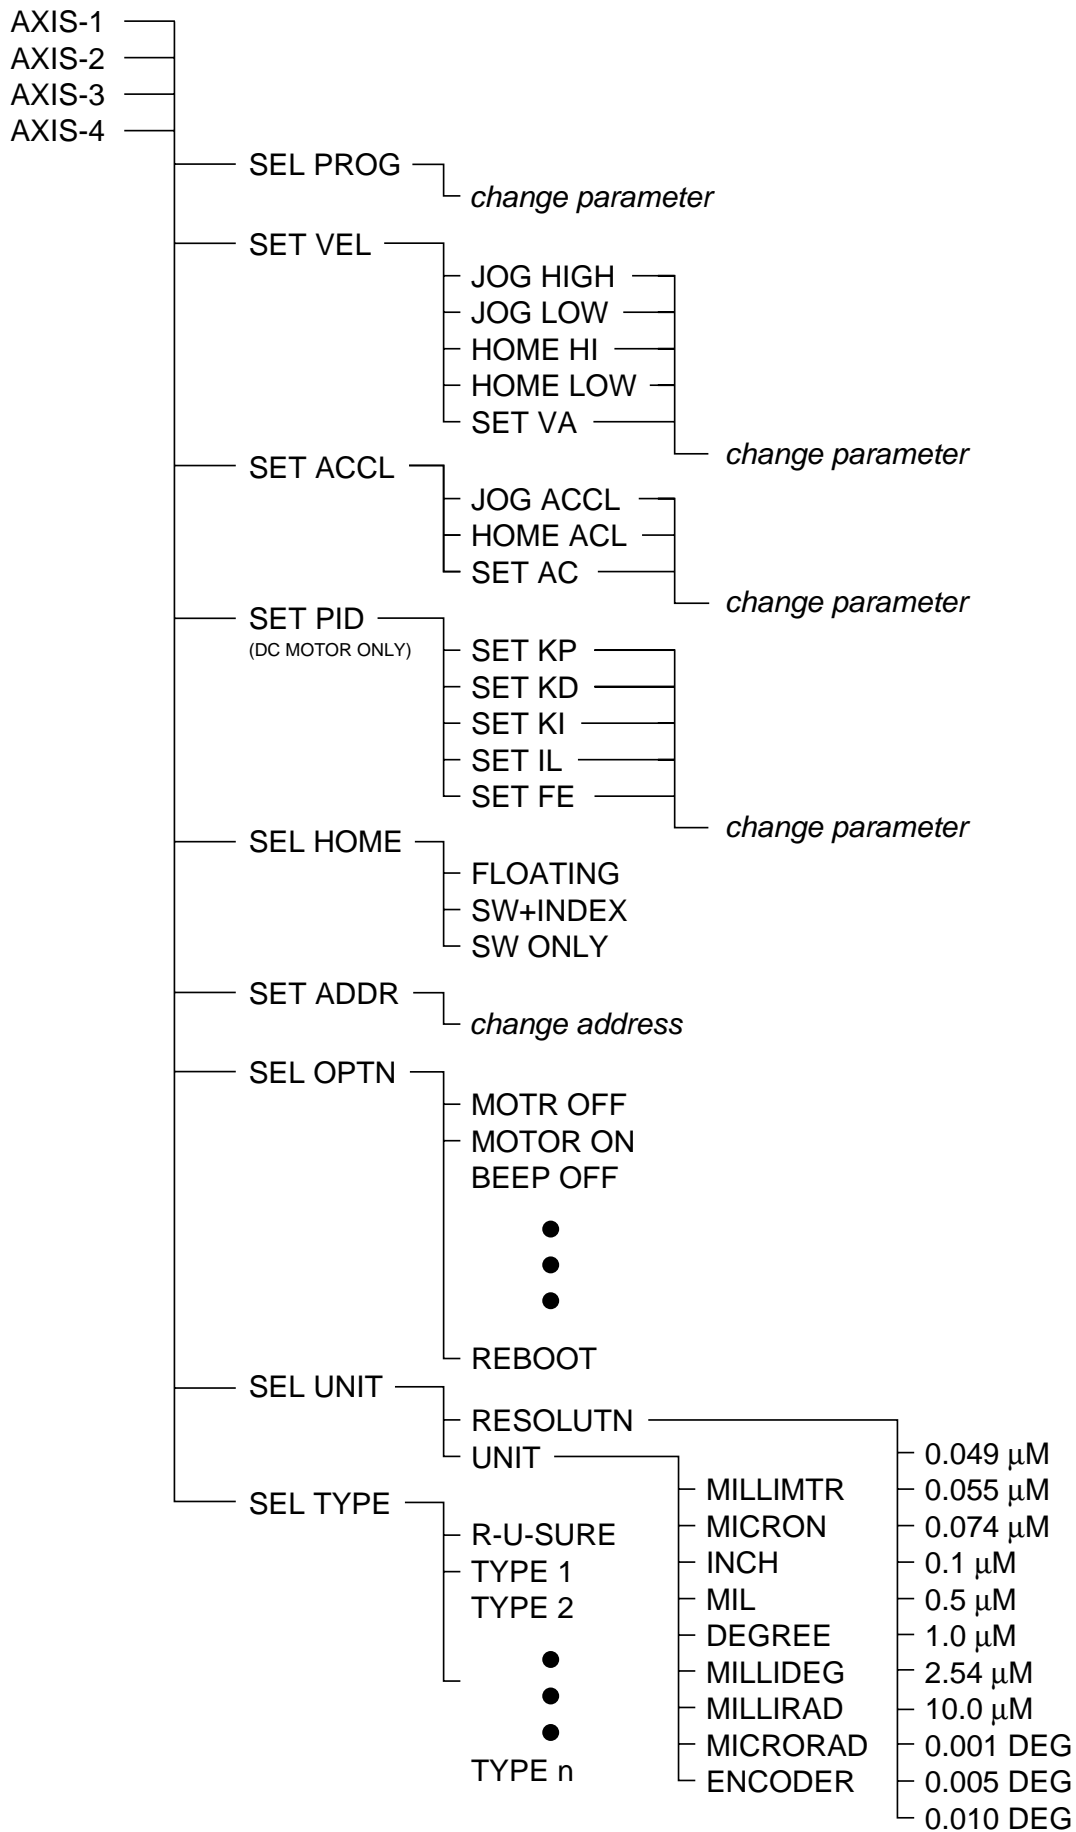 AXIS-1
AXIS-2
AXIS-3
AXIS-4
SEL PROG
change parameter
SET VEL
JOG HIGH
JOG LOW
HOME HI
HOME LOW
SET VA
change parameter
SET ACCL
JOG ACCL
HOME ACL
SET AC
change parameter
SET PID
(DC MOTOR ONLY)
SET KP
SET KD
SET KI
SET IL
SET FE
change parameter
SEL HOME
FLOATING
SW+INDEX
SW ONLY
SET ADDR
change address
SEL OPTN
MOTR OFF
MOTOR ON
BEEP OFF
REBOOT
SEL UNIT
RESOLUTN
UNIT
0.049 μM
0.055 μM
0.074 μM
0.1 μM
0.5 μM
1.0 μM
2.54 μM
10.0 μM
0.001 DEG
0.005 DEG
0.010 DEG
MILLIMTR
MICRON
INCH
MIL
DEGREE
MILLIDEG
MILLIRAD
MICRORAD
ENCODER
SEL TYPE
R-U-SURE
TYPE 1
TYPE 2
TYPE n